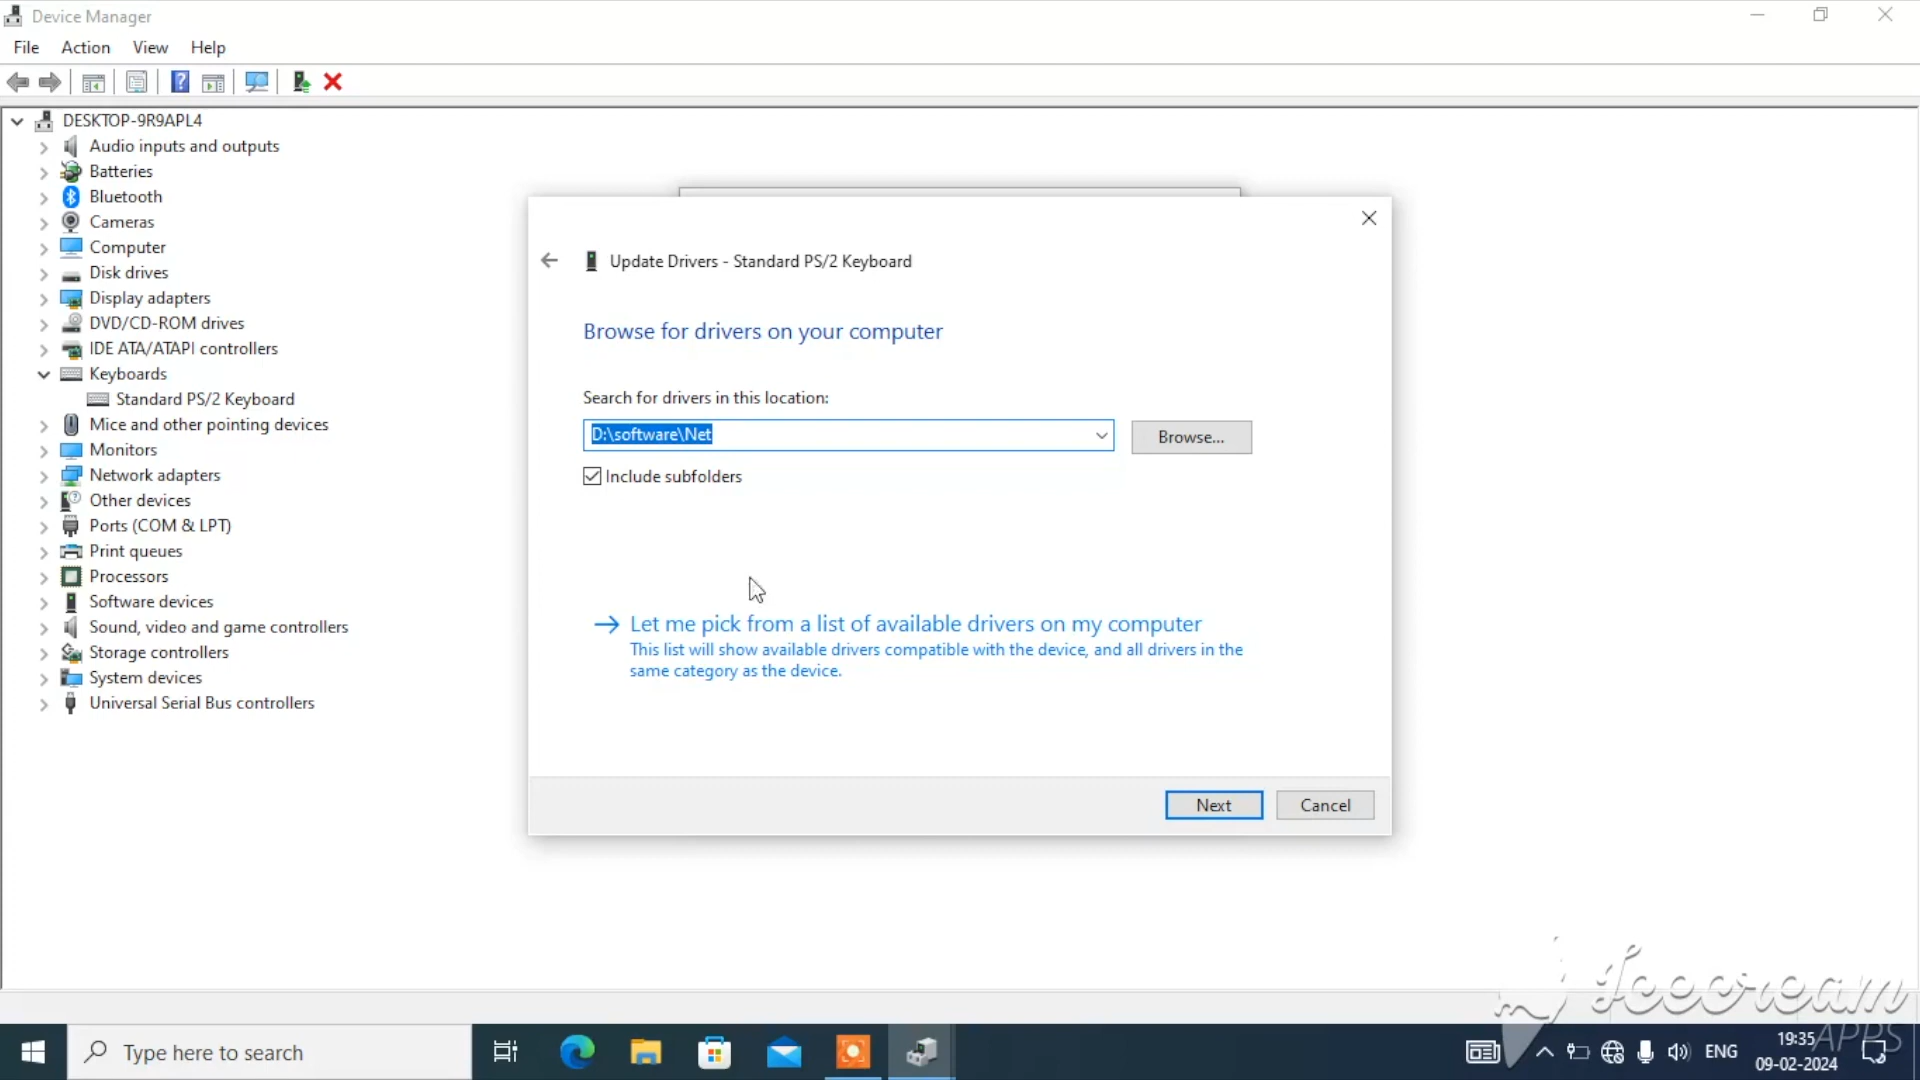 Device Manager
File Action View Help
DESKTOP-9R9APL4
Audio inputs and outputs
Batteries
Bluetooth
Cameras
Computer
Disk drives
Display adapters
DVD/CD-ROM drives
IDE ATA/ATAPI controllers
Keyboards
Standard PS/2 Keyboard
Mice and other pointing devices
Monitors
Network adapters
Other devices
Ports (COM & LPT)
Print queues
Processors
Software devices
Sound, video and game controllers
Storage controllers
System devices
Universal Serial Bus controllers
Update Drivers - Standard PS/2 Keyboard
Browse for drivers on your computer
Search for drivers in this location:
D:\software\Net
Browse...
Include subfolders
Let me pick from a list of available drivers on my computer
This list will show available drivers compatible with the device, and all drivers in the
same category as the device.
Next Cancel
Icecream
APPS
Type here to search
ENG
19:35
09-02-2024